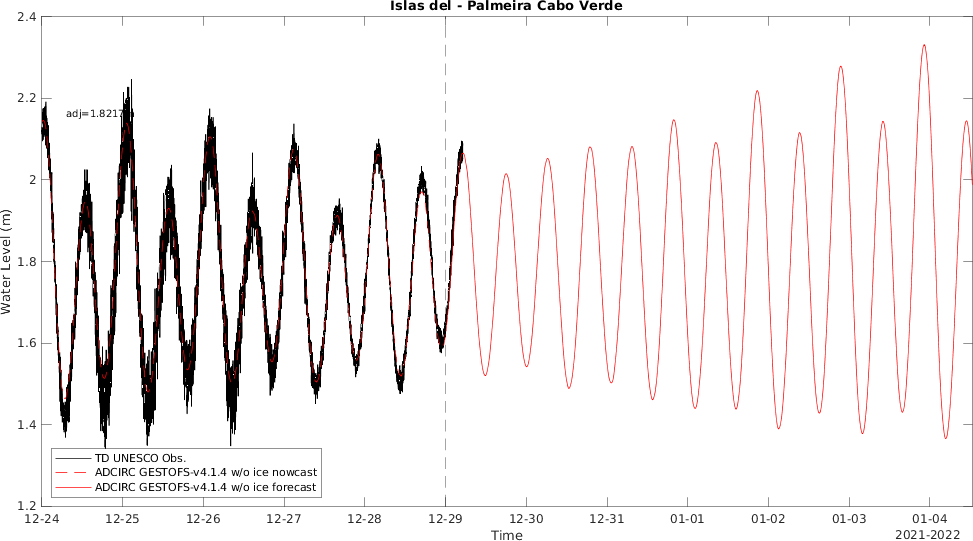 Islas del - Palmeira Cabo Verde
2.4
2.2
2
1.8
1.6
1.4
1.2
Water Level (m)
adj=1.8217
TD UNESCO Obs.
ADCIRC GESTOFS-v4.1.4 w/o ice nowcast
ADCIRC GESTOFS-v4.1.4 w/o ice forecast
12-24 12-25 12-26 12-27 12-28 12-29 12-30 12-31 01-01 01-02 01-03 01-04
Time
2021-2022